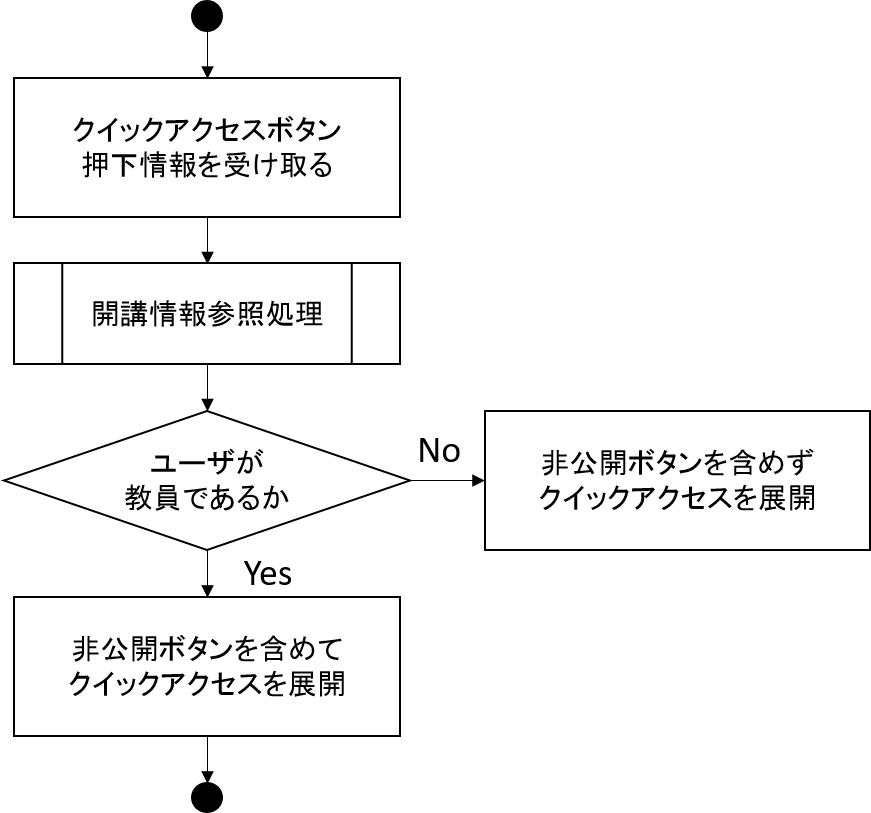 クイックアクセスボタン
押下情報を受け取る
開講情報参照処理
ユーザが
教員であるか
No
非公開ボタンを含めず
クイックアクセスを展開
Yes
非公開ボタンを含めて
クイックアクセスを展開